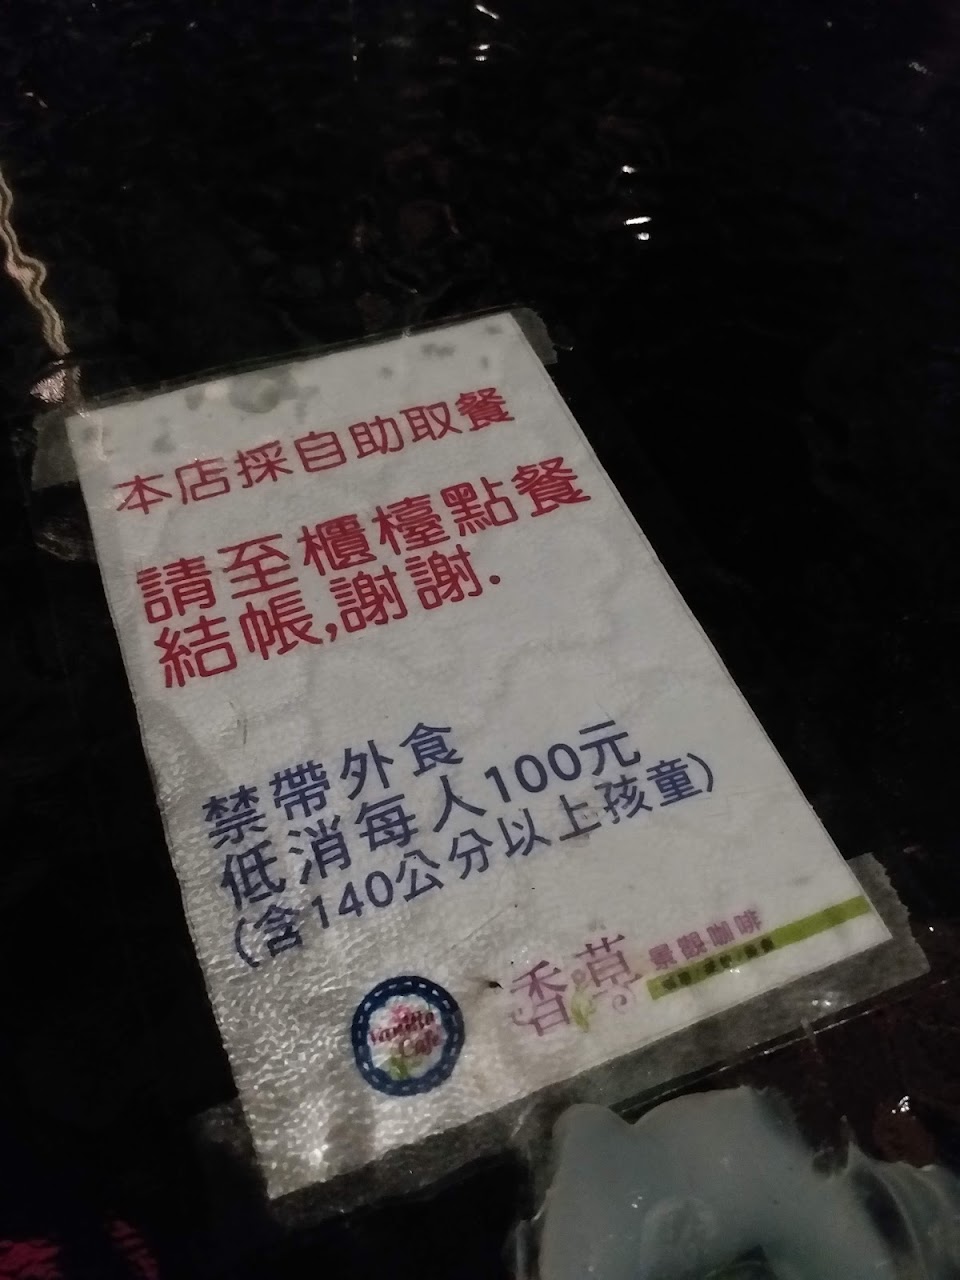 本店採自助取餐
請至櫃檯點餐
結帳,謝謝.
禁帶外食
低消每人100元
(含140公分以上孩童)
Vanilla
Cafe
香草
景觀咖啡